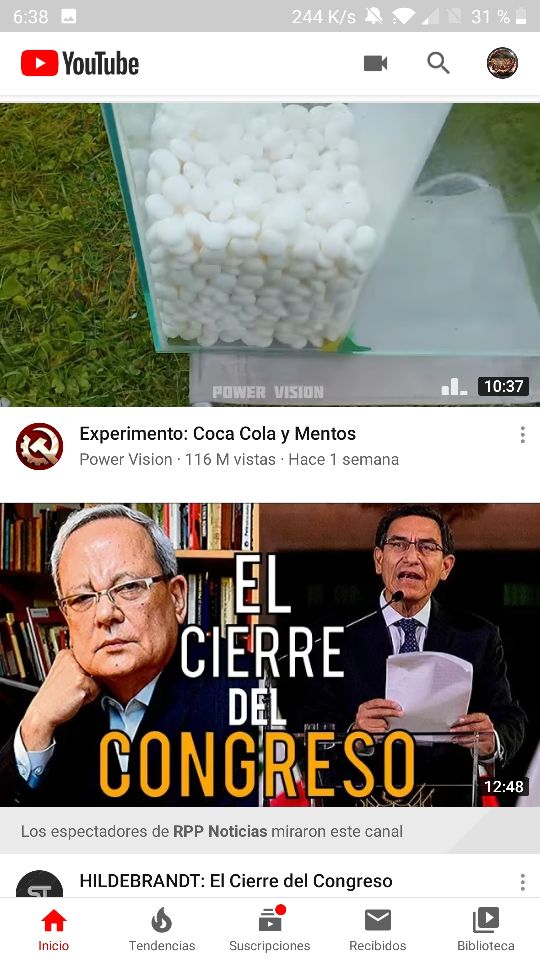 6:38
244 K/s
31 %
YouTube
POWER VISION
10:37
Experimento: Coca Cola y Mentos
Power Vision · 116 M vistas · Hace 1 semana
EL
CIERRE
DEL
CONGRESO
12:48
Los espectadores de RPP Noticias miraron este canal
ST
HILDEBRANDT: El Cierre del Congreso
Inicio
Tendencias
Suscripciones
Recibidos
Biblioteca